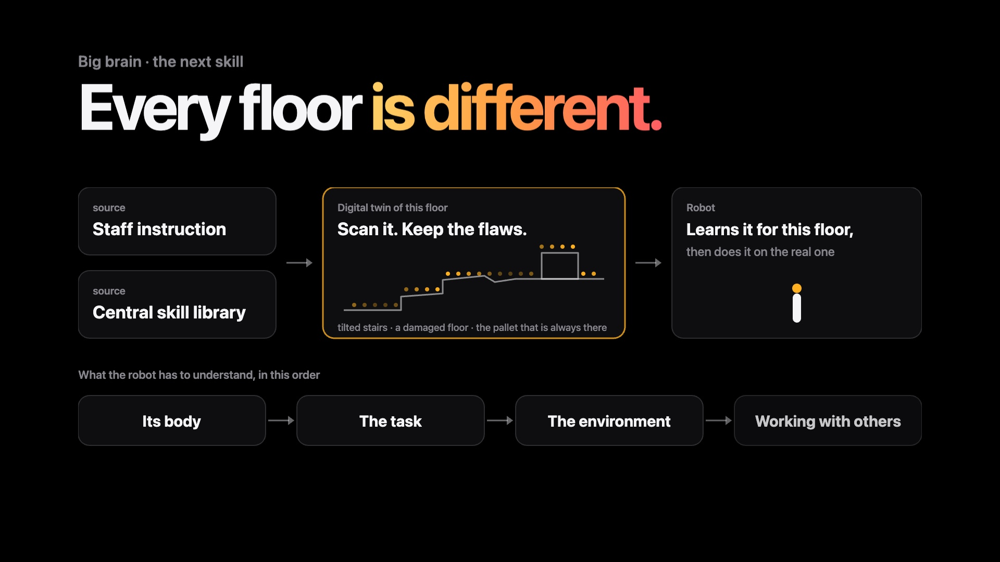 Big brain · the next skill
Every floor is different.
source
Staff instruction
source
Central skill library
Digital twin of this floor
Scan it. Keep the flaws.
tilted stairs · a damaged floor · the pallet that is always there
Robot
Learns it for this floor,
then does it on the real one
What the robot has to understand, in this order
Its body
The task
The environment
Working with others